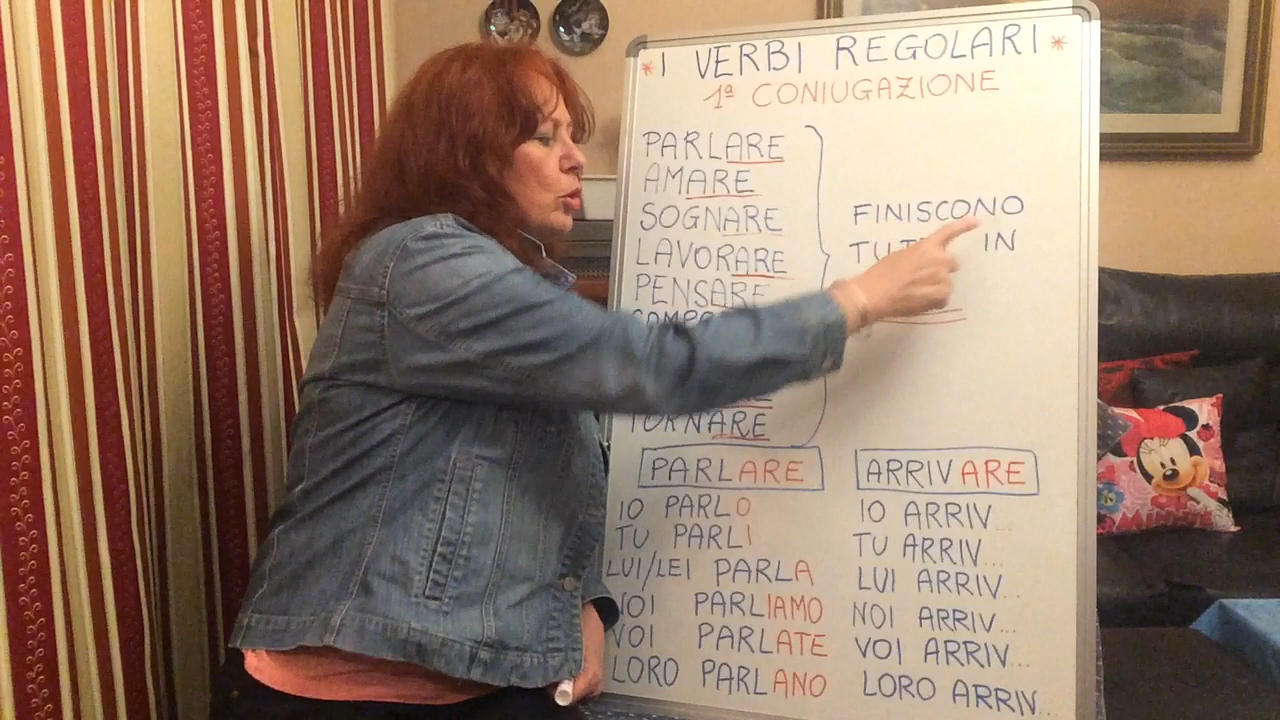 * I VERBI REGOLARI *
1ª CONIUGAZIONE
PARLARE
AMARE
SOGNARE
LAVORARE
PENSARE
TORNARE
FINISCONO
IN
PARLARE
IO PARLO
TU PARLI
LUI/LEI PARLA
NOI PARLIAMO
VOI PARLATE
LORO PARLANO
ARRIVARE
IO ARRIV...
TU ARRIV...
LUI ARRIV...
NOI ARRIV...
VOI ARRIV...
LORO ARRIV...